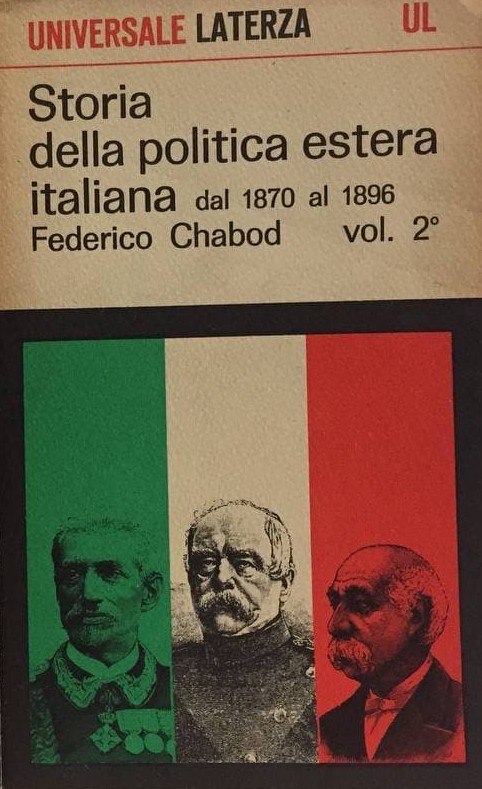 UNIVERSALE LATERZA UL
Storia
della politica estera
italiana dal 1870 al 1896
Federico Chabod vol. 2°